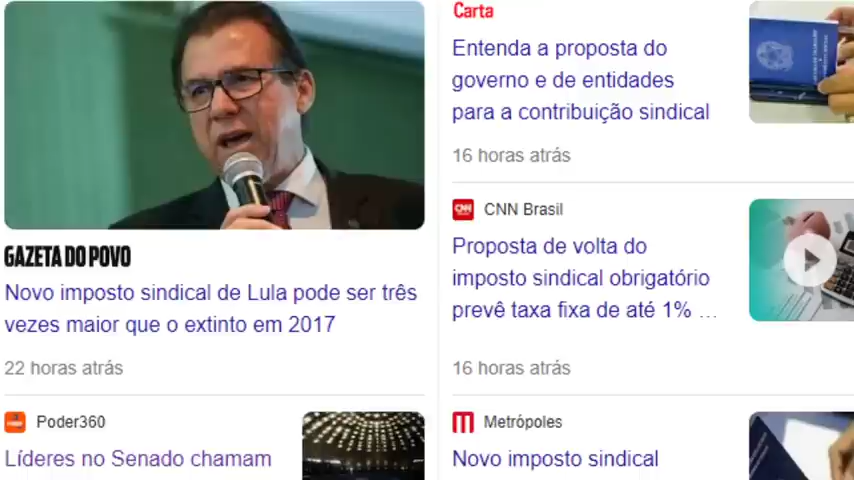 GAZETA DO POVO
Novo imposto sindical de Lula pode ser três
vezes maior que o extinto em 2017
22 horas atrás
Poder360
Líderes no Senado chamam
Carta
Entenda a proposta do
governo e de entidades
para a contribuição sindical
16 horas atrás
CNN Brasil
Proposta de volta do
imposto sindical obrigatório
prevê taxa fixa de até 1% ...
16 horas atrás
Metrópoles
Novo imposto sindical